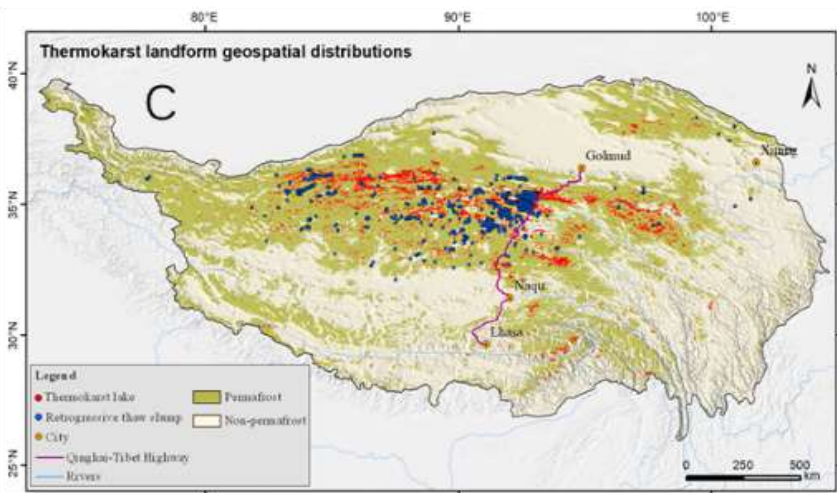 80°E 90°E 100°E
Thermokarst landform geospatial distributions
C
N
40°N
35°N
30°N
25°N
Golmud
Xining
Naqu
Lhasa
Legend
Thermokarst lake
Permafrost
Retrogressive thaw slump
Non-permafrost
City
Qinghai-Tibet Highway
Rivers
0 250 500
km